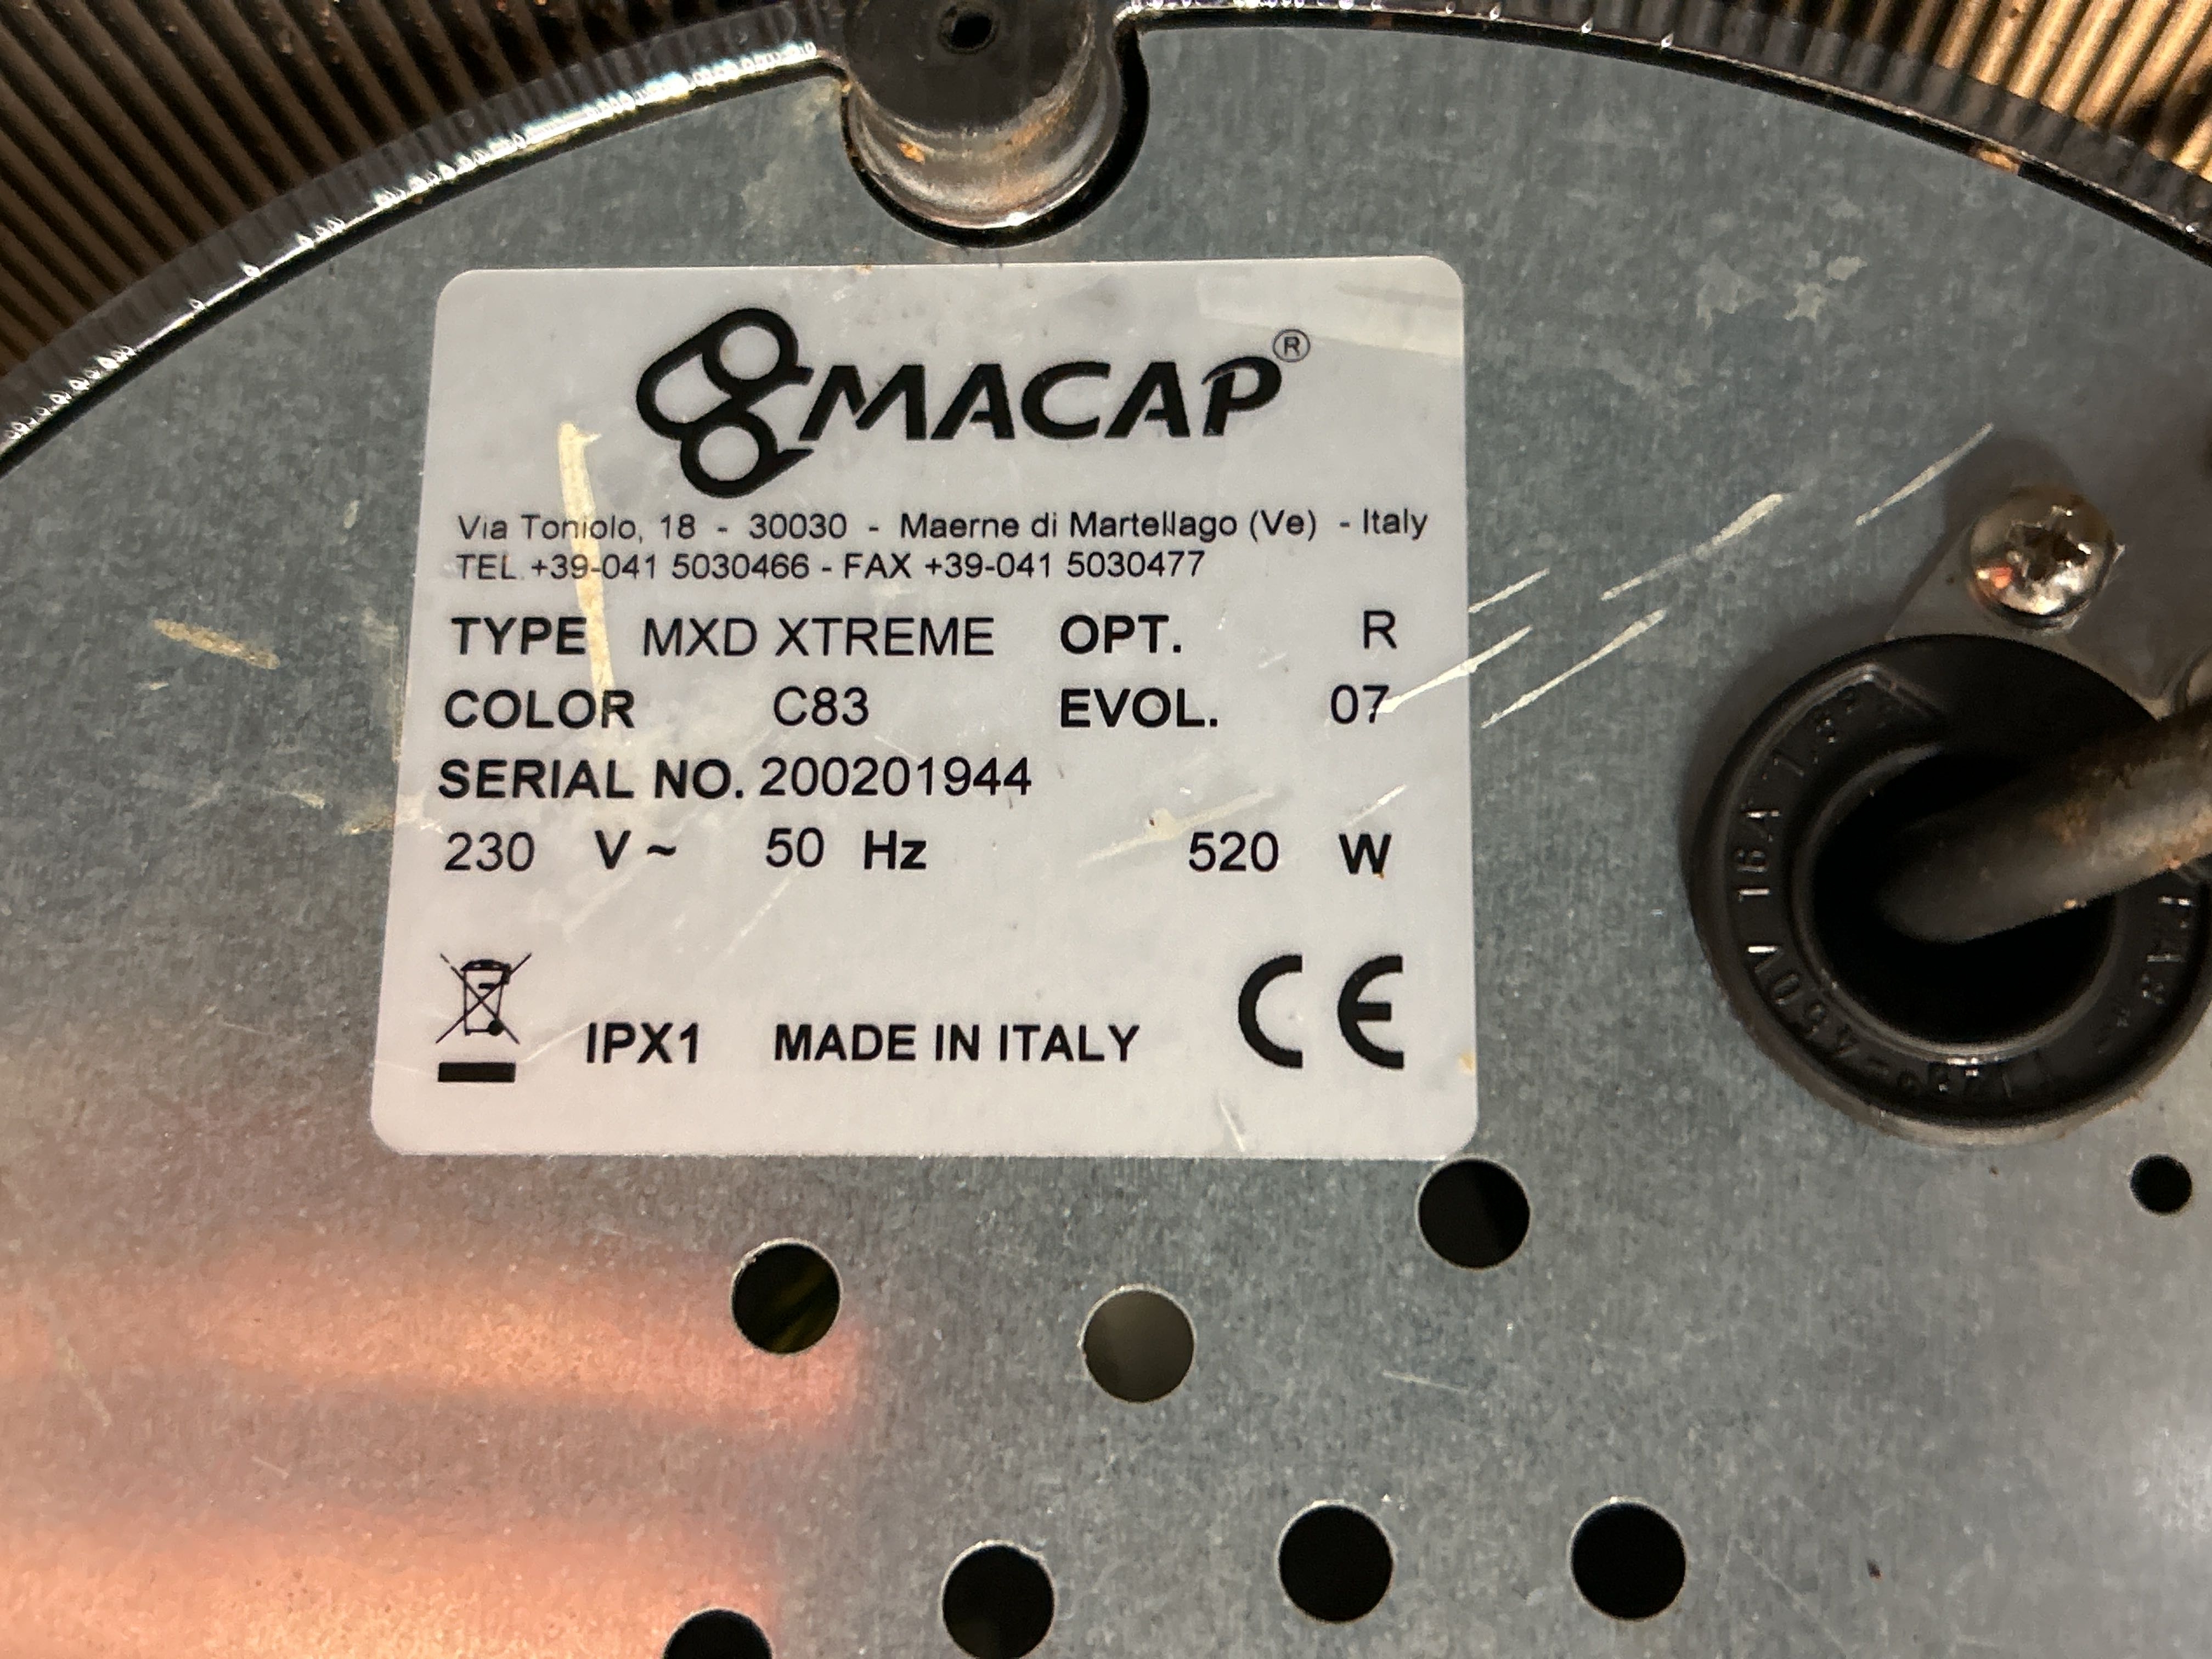 MACAP®
Via Toniolo, 18 - 30030 - Maerne di Martellago (Ve) - Italy
TEL. +39-041 5030466 - FAX +39-041 5030477
TYPE MXD XTREME OPT. R
COLOR C83 EVOL. 07
SERIAL NO. 200201944
230 V ~ 50 Hz 520 W
IPX1 MADE IN ITALY CE
16A
450V